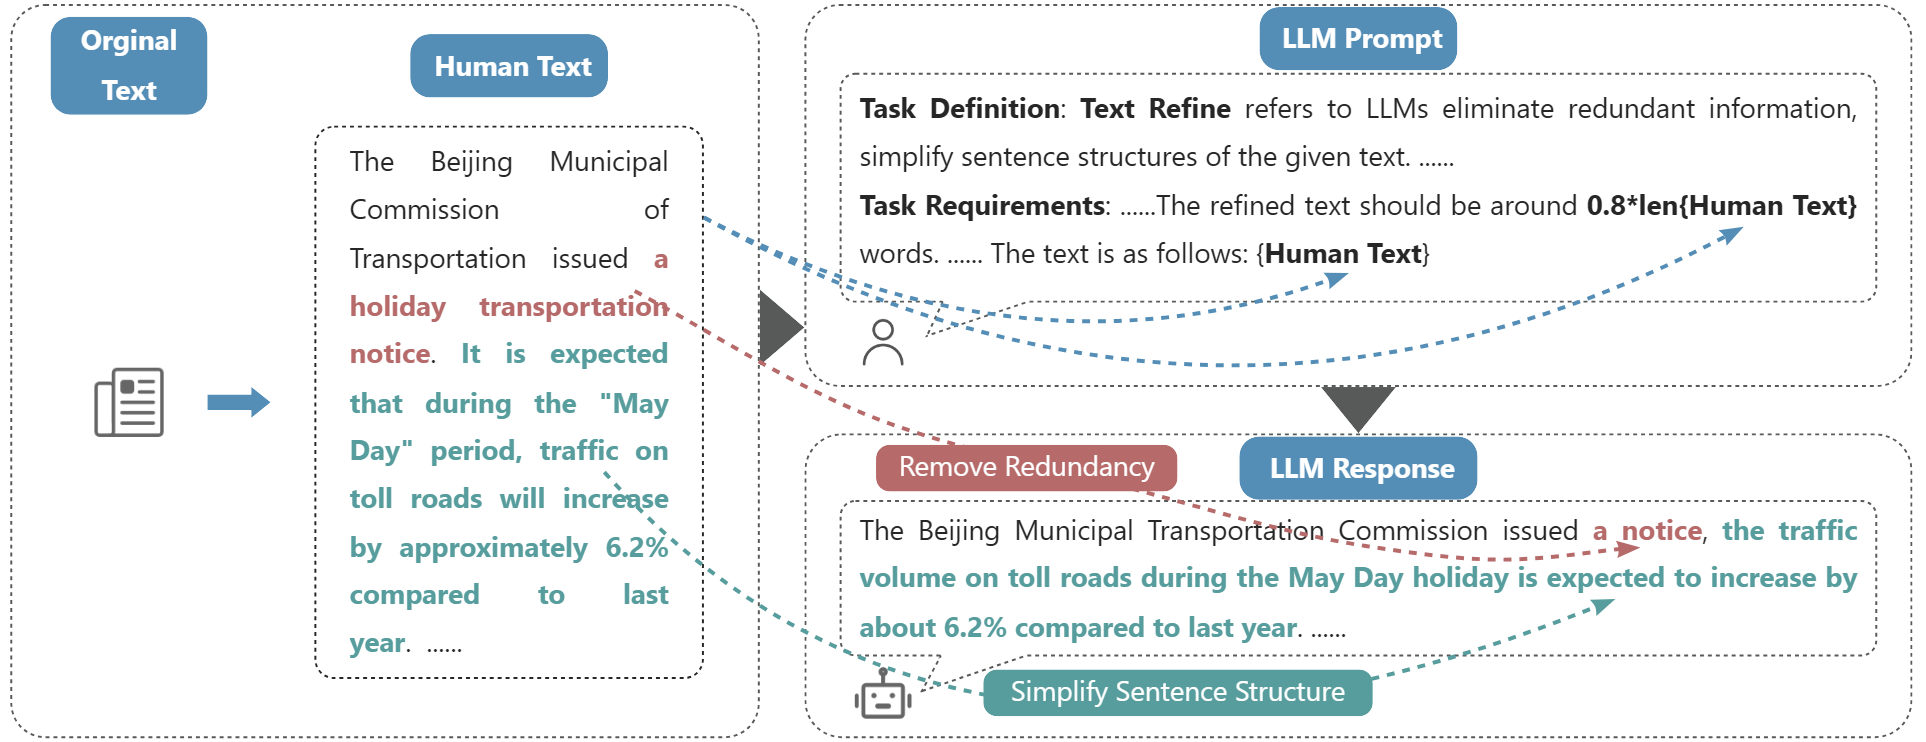 Orginal
Text
Human Text
The Beijing Municipal
Commission of
Transportation issued a
holiday transportation
notice. It is expected
that during the "May
Day" period, traffic on
toll roads will increase
by approximately 6.2%
compared to last
year. ......
LLM Prompt
Task Definition: Text Refine refers to LLMs eliminate redundant information,
simplify sentence structures of the given text. ......
Task Requirements: ......The refined text should be around 0.8*len{Human Text}
words. ...... The text is as follows: {Human Text}
Remove Redundancy
LLM Response
The Beijing Municipal Transportation Commission issued a notice, the traffic
volume on toll roads during the May Day holiday is expected to increase by
about 6.2% compared to last year. ......
Simplify Sentence Structure